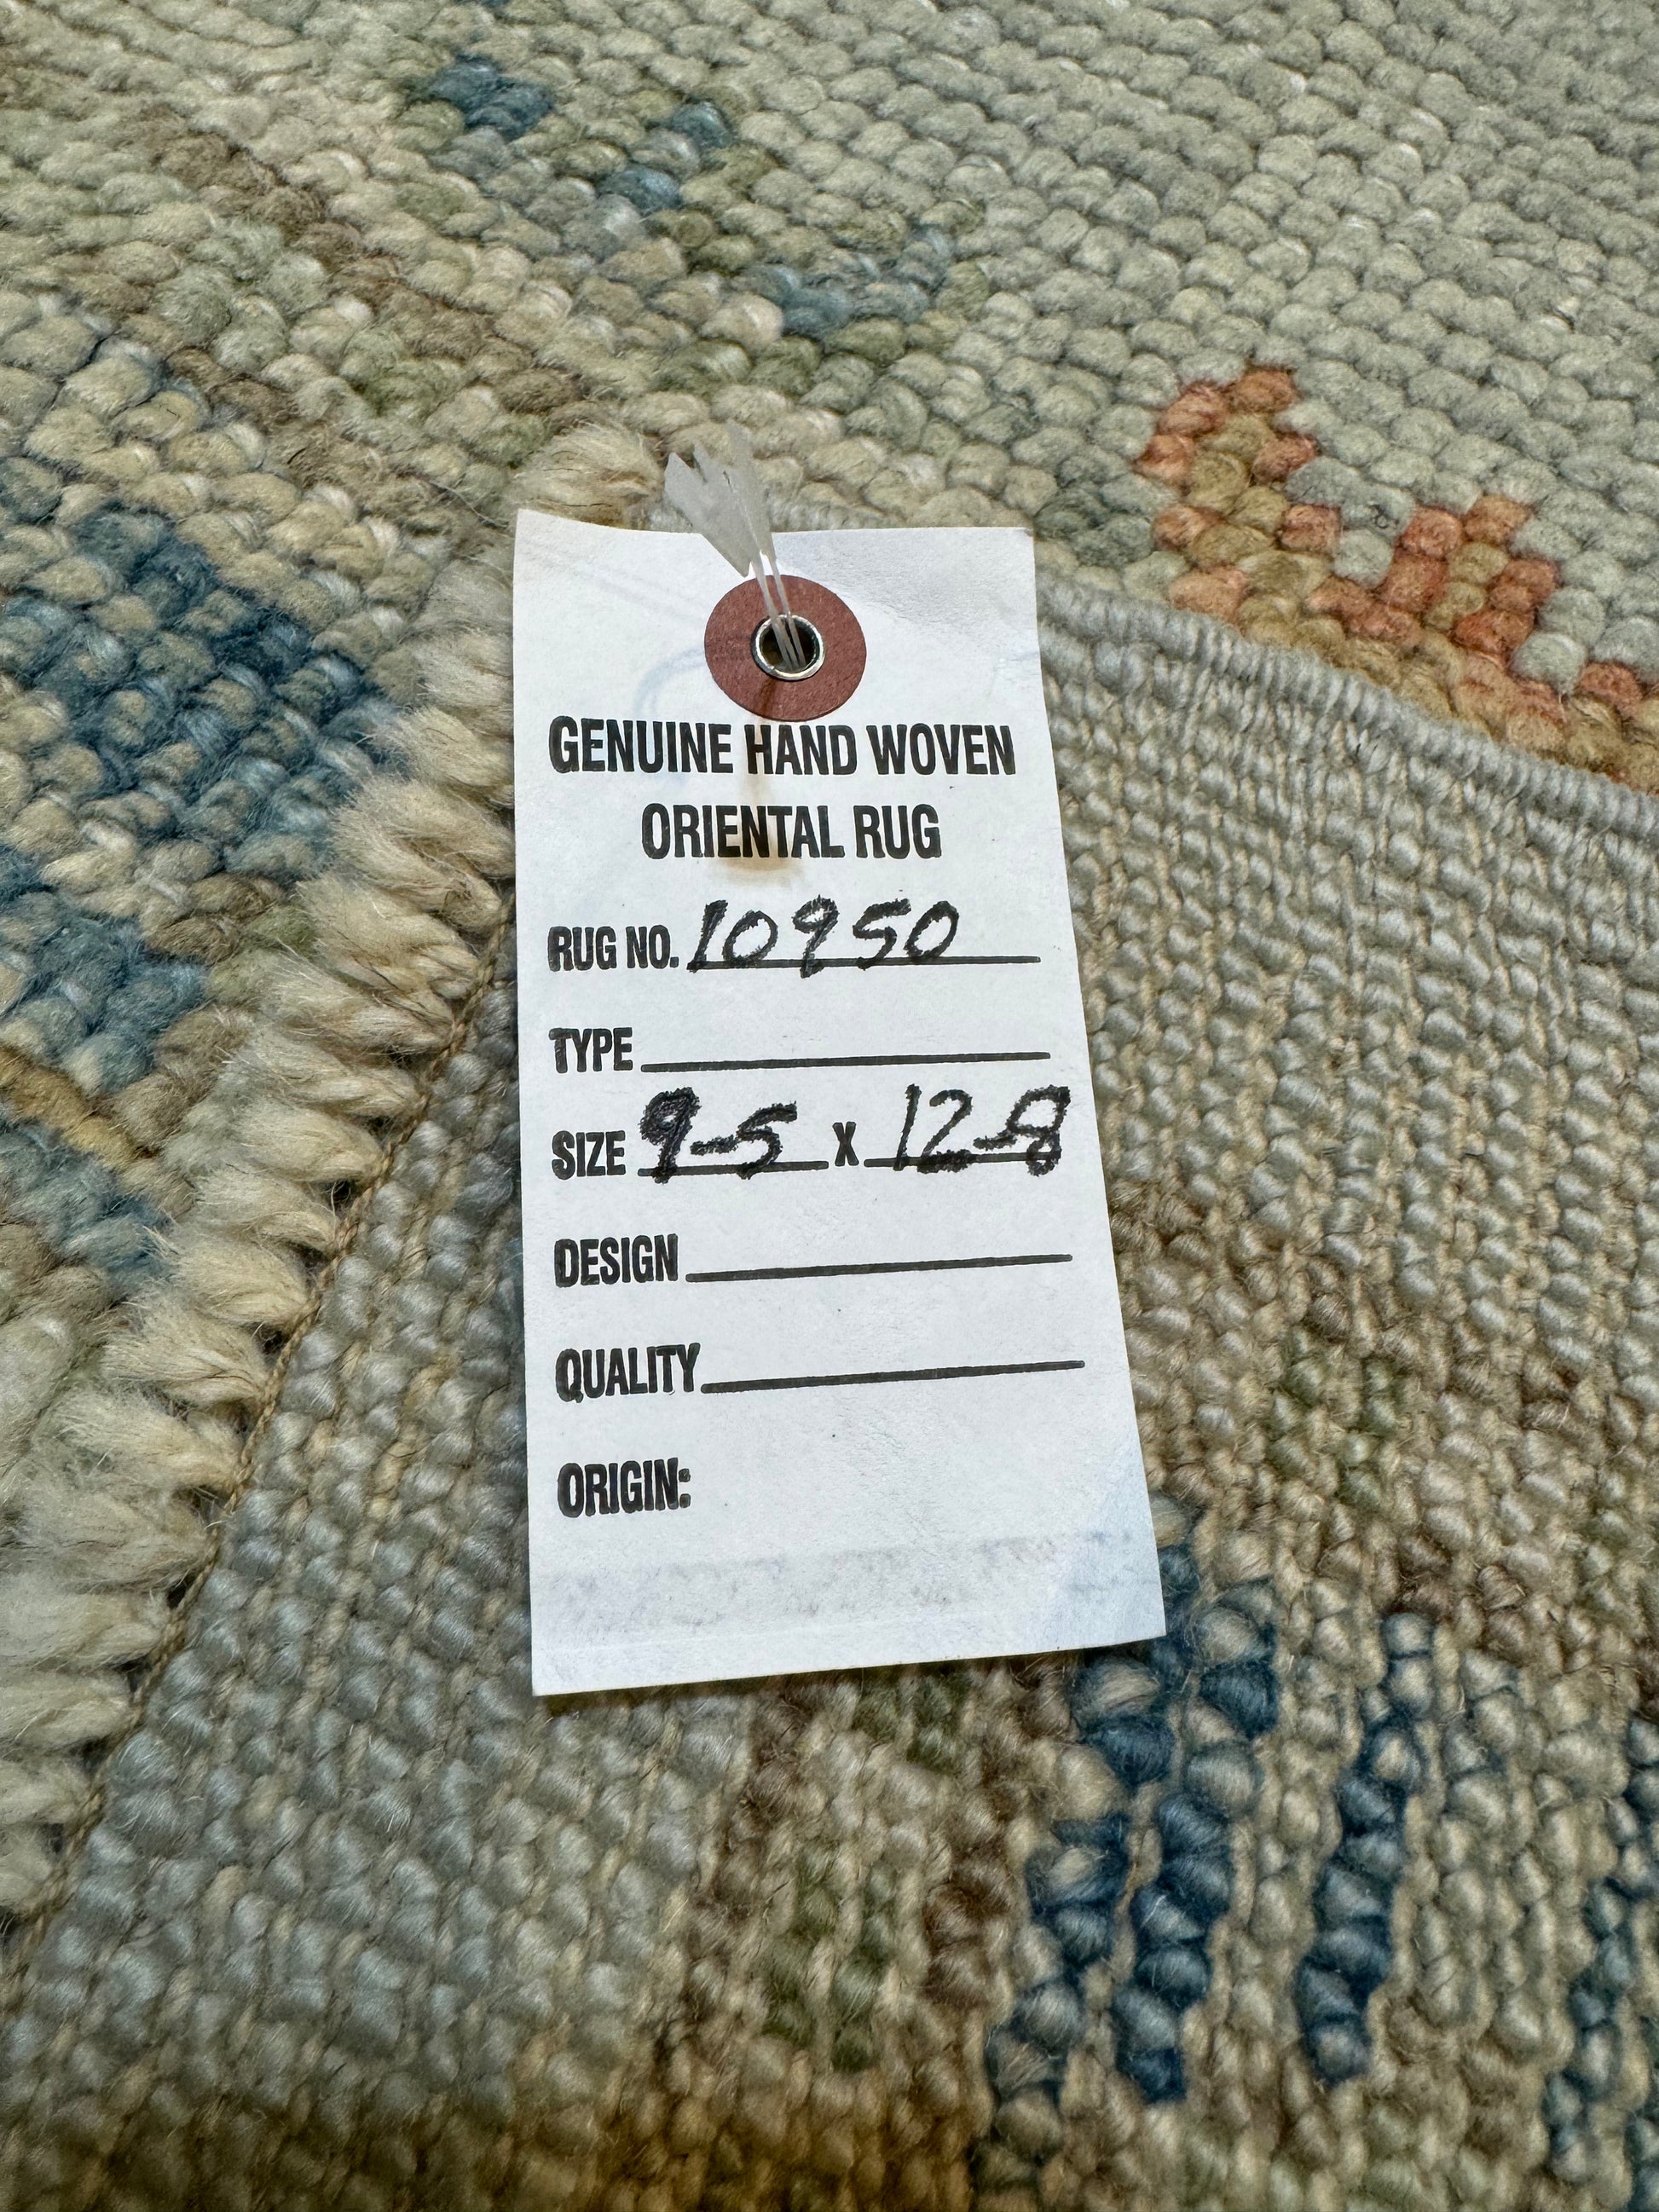 GENUINE HAND WOVEN
ORIENTAL RUG
RUG NO. 10950
TYPE
SIZE 9-5 X 12-8
DESIGN
QUALITY
ORIGIN: